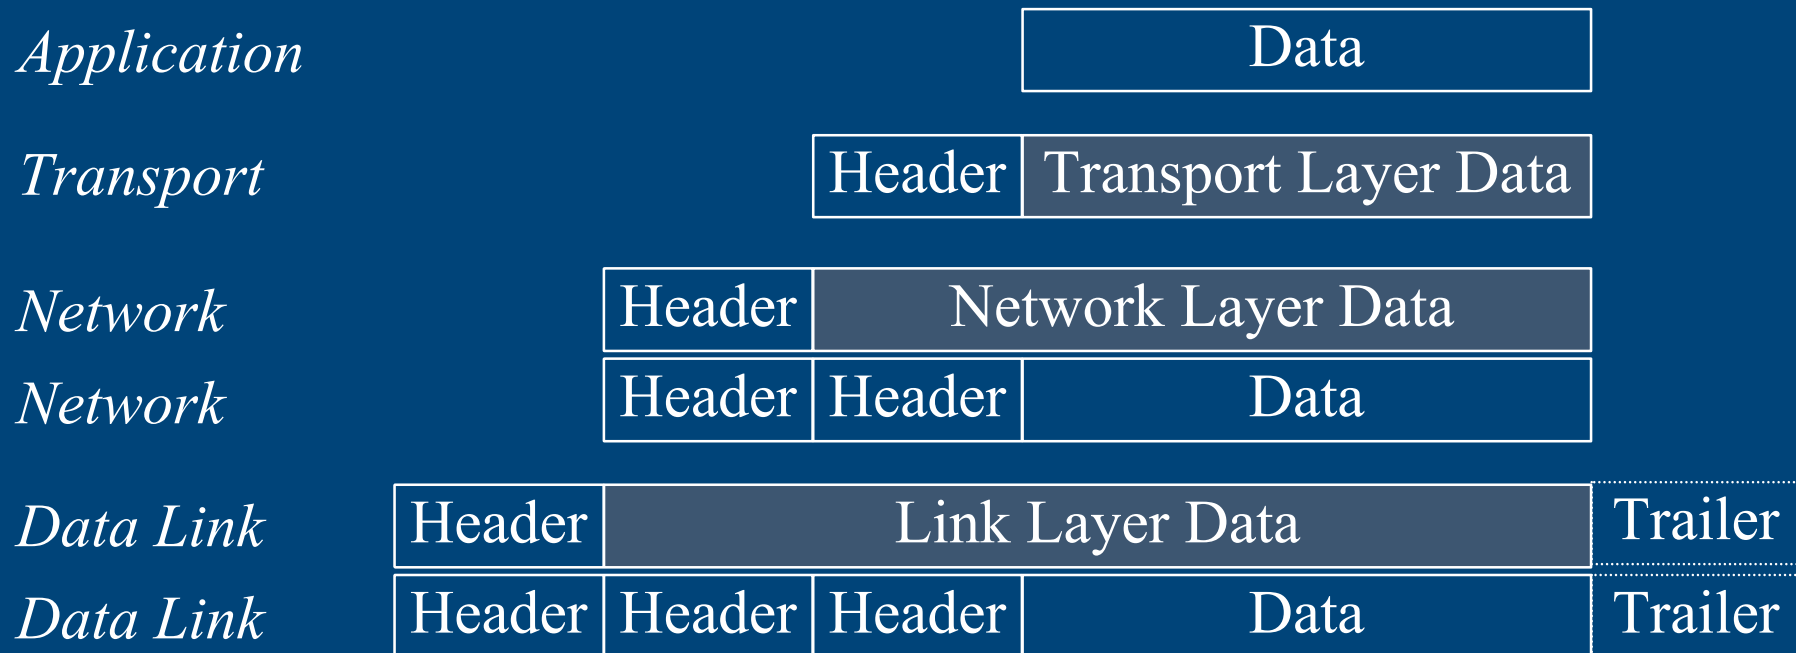 Application Data
Transport Header Transport Layer Data
Network Header Network Layer Data
Network Header Header Data
Data Link Header Link Layer Data Trailer
Data Link Header Header Header Data Trailer